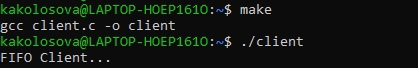 kakolosova@LAPTOP-HOEP161O:~$ make
gcc client.c -o client
kakolosova@LAPTOP-HOEP161O:~$ ./client
FIFO Client...